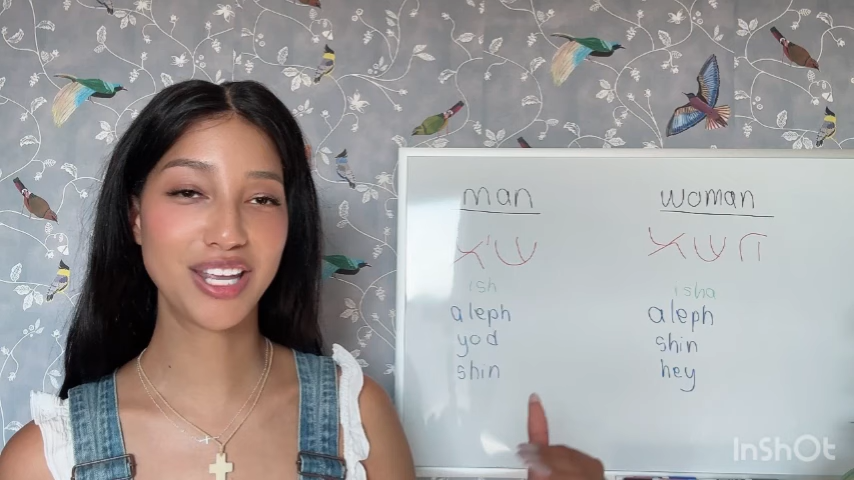 man
איש
ish
aleph
yod
shin
woman
אשה
isha
aleph
shin
hey
InShOt